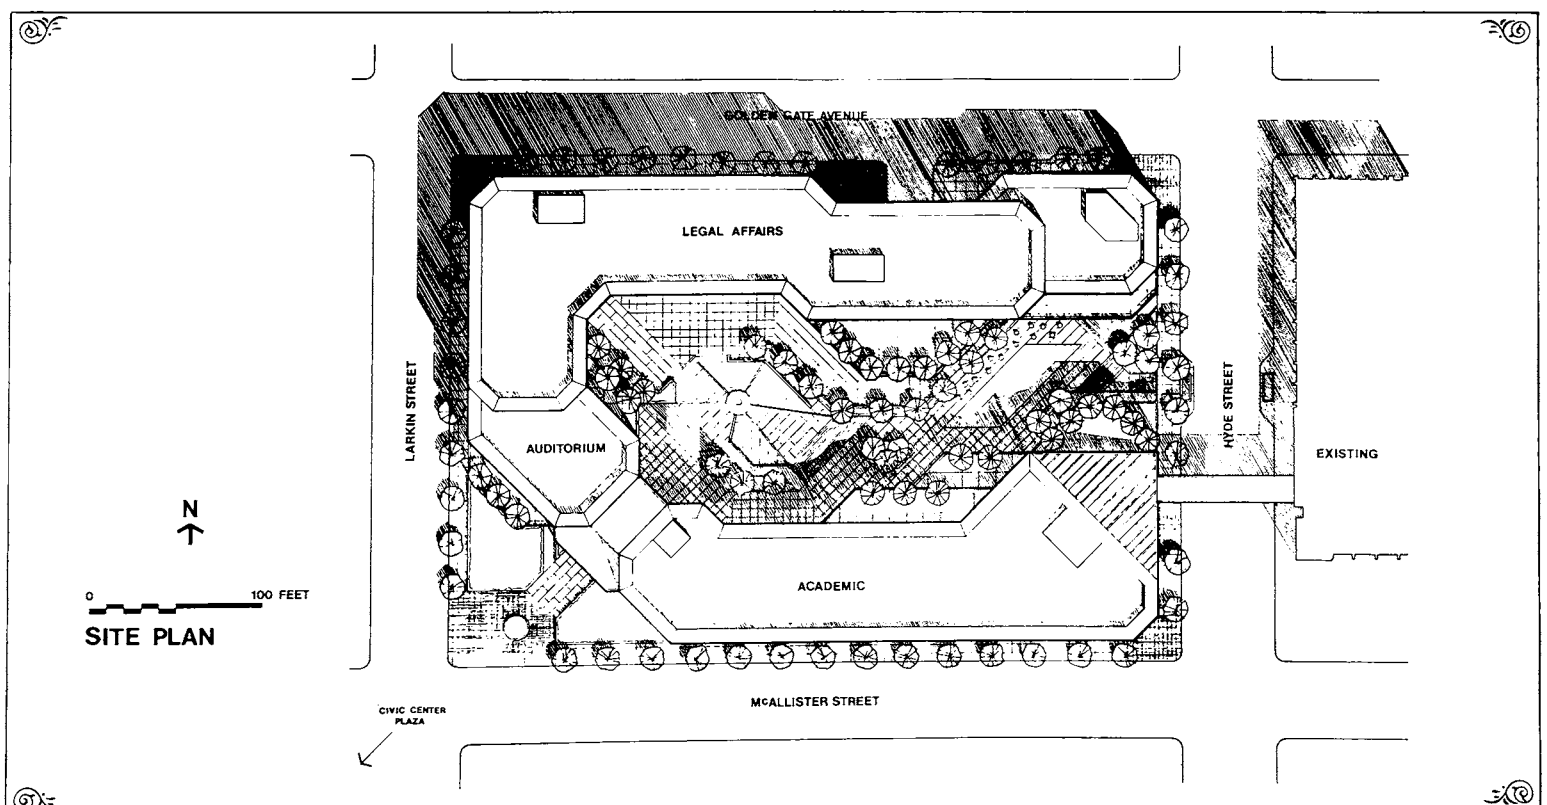 GOLDEN GATE AVENUE
LEGAL AFFAIRS
LARKIN STREET
HYDE STREET
AUDITORIUM
EXISTING
N
ACADEMIC
0 100 FEET
SITE PLAN
McALLISTER STREET
CIVIC CENTER
PLAZA